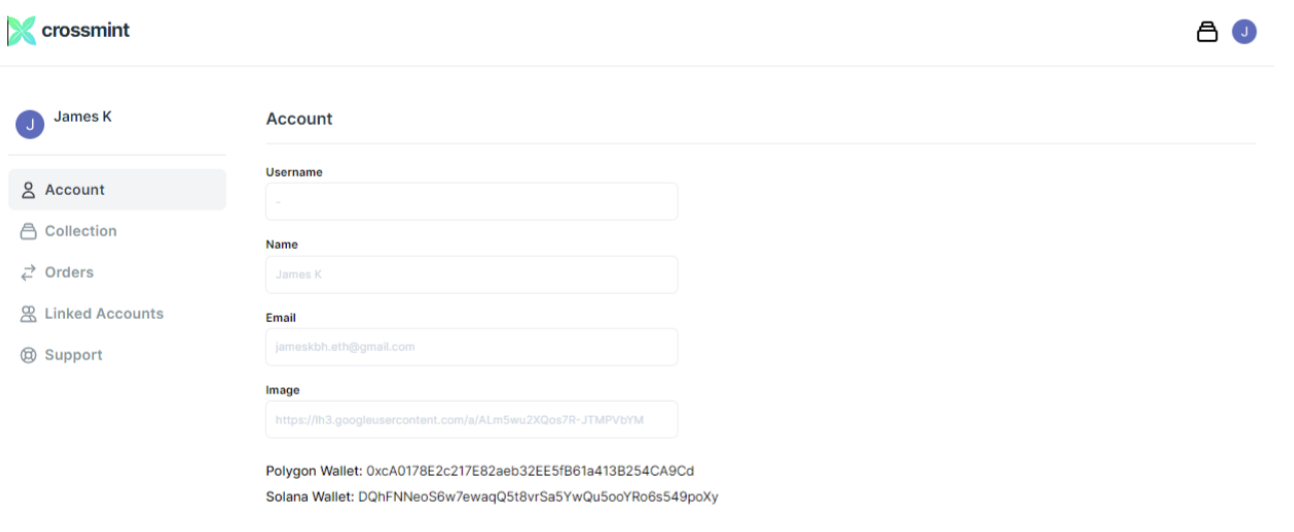 crossmint
J
J
James K
Account
Collection
Orders
Linked Accounts
Support
Account
Username
-
Name
James K
Email
jameskbh.eth@gmail.com
Image
https://lh3.googleusercontent.com/a/ALm5wu2XQos7R-JTMPVbYM
Polygon Wallet: 0xcA0178E2c217E82aeb32EE5fB61a413B254CA9Cd
Solana Wallet: DQhFNNeoS6w7ewaqQ5t8vrSa5YwQu5ooYRo6s549poXy